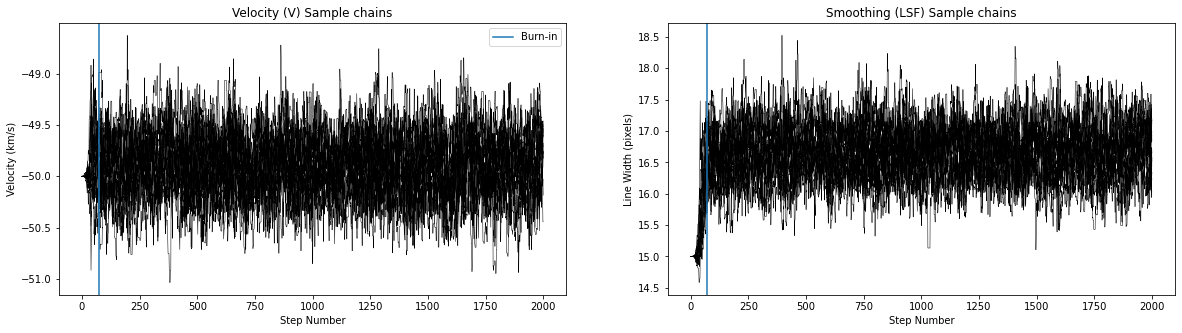 Velocity (V) Sample chains
Burn-in
−49.0
−49.5
−50.0
−50.5
−51.0
Velocity (km/s)
0 250 500 750 1000 1250 1500 1750 2000
Step Number
Smoothing (LSF) Sample chains
18.5
18.0
17.5
17.0
16.5
16.0
15.5
15.0
14.5
Line Width (pixels)
0 250 500 750 1000 1250 1500 1750 2000
Step Number